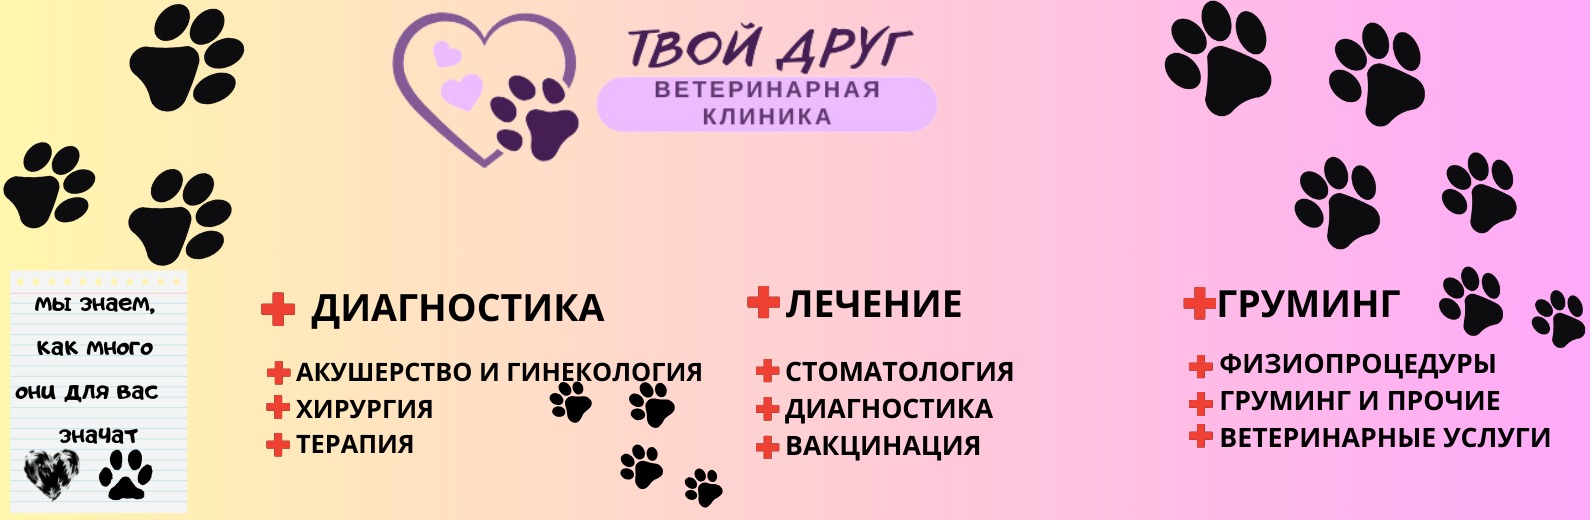 ТВОЙ ДРУГ
ВЕТЕРИНАРНАЯ
КЛИНИКА
мы знаем,
как много
они для вас
значат
ДИАГНОСТИКА
АКУШЕРСТВО И ГИНЕКОЛОГИЯ
ХИРУРГИЯ
ТЕРАПИЯ
ЛЕЧЕНИЕ
СТОМАТОЛОГИЯ
ДИАГНОСТИКА
ВАКЦИНАЦИЯ
ГРУМИНГ
ФИЗИОПРОЦЕДУРЫ
ГРУМИНГ И ПРОЧИЕ
ВЕТЕРИНАРНЫЕ УСЛУГИ